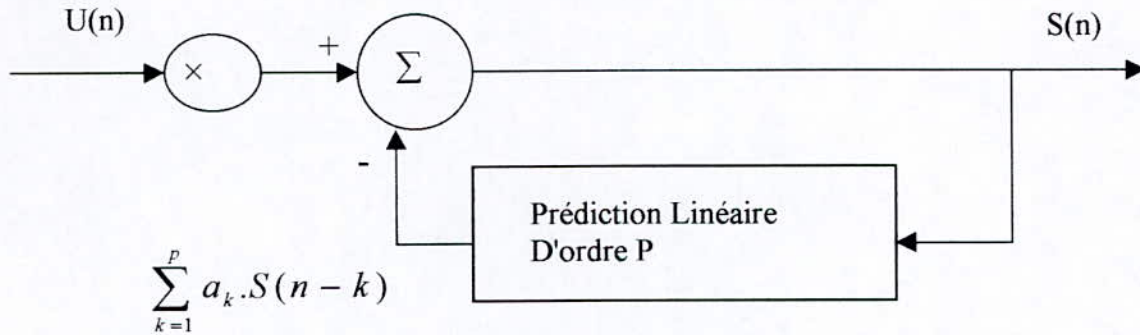 U(n)
S(n)
×
+
Σ
-
Prédiction Linéaire
D'ordre P
\sum_{k=1}^{p} a_k . S(n - k)